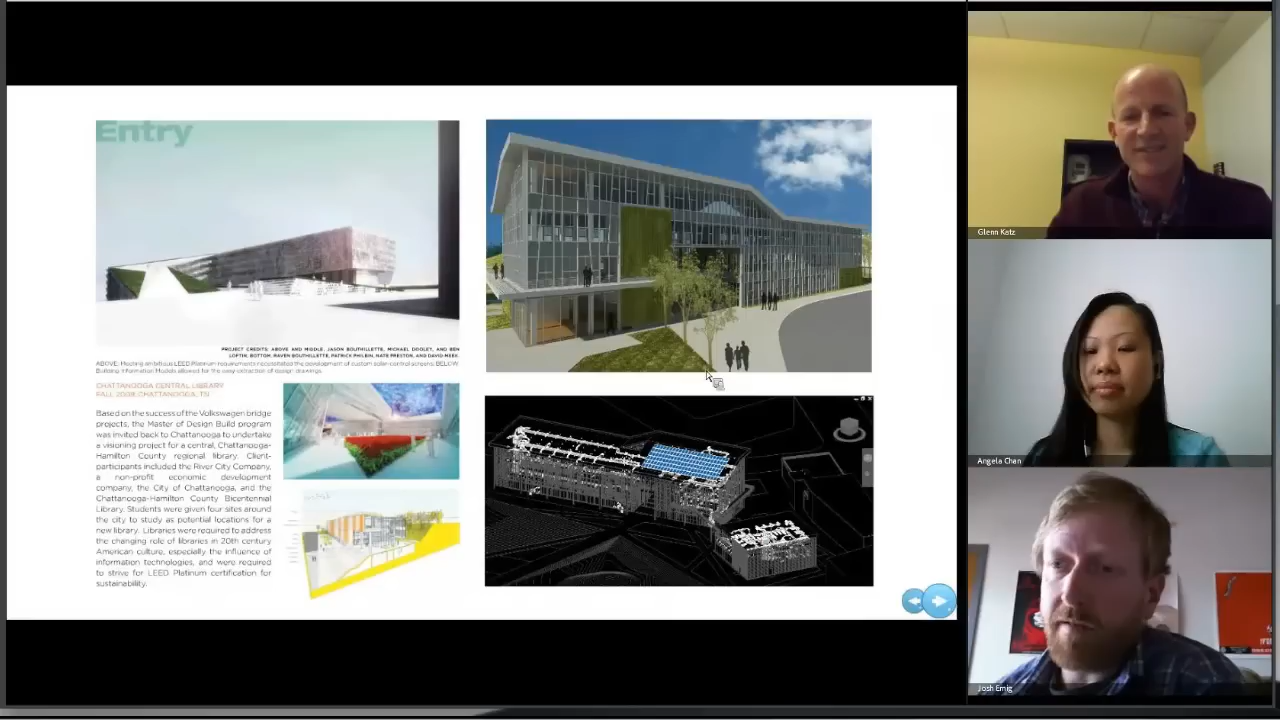 Entry
PROJECT CREDITS: ABOVE AND MIDDLE, JASON BOUTHILLETTE, MICHAEL DOOLEY, AND BEN
LOFTIN. BOTTOM, RAVEN BOUTHILLETTE, PATRICK PHILBIN, NATE PRESTON, AND DAVID MEEK.
ABOVE: Meeting ambitious LEED Platinum requirements necessitated the development of custom solar-control screens. BELOW:
Building Information Models allowed for the easy extraction of design drawings.
CHATTANOOGA CENTRAL LIBRARY
FALL 2008,CHATTANOOGA, TN
Based on the success of the Volkswagen bridge
projects, the Master of Design Build program
was invited back to Chattanooga to undertake
a visioning project for a central, Chattanooga-
Hamilton County regional library. Client-
participants included the River City Company,
a non-profit economic development
company, the City of Chattanooga, and the
Chattanooga-Hamilton County Bicentennial
Library. Students were given four sites around
the city to study as potential locations for a
new library. Libraries were required to address
the changing role of libraries in 20th century
American culture, especially the influence of
information technologies, and were required
to strive for LEED Platinum certification for
sustainability.
Glenn Katz
Angela Chan
Josh Emig